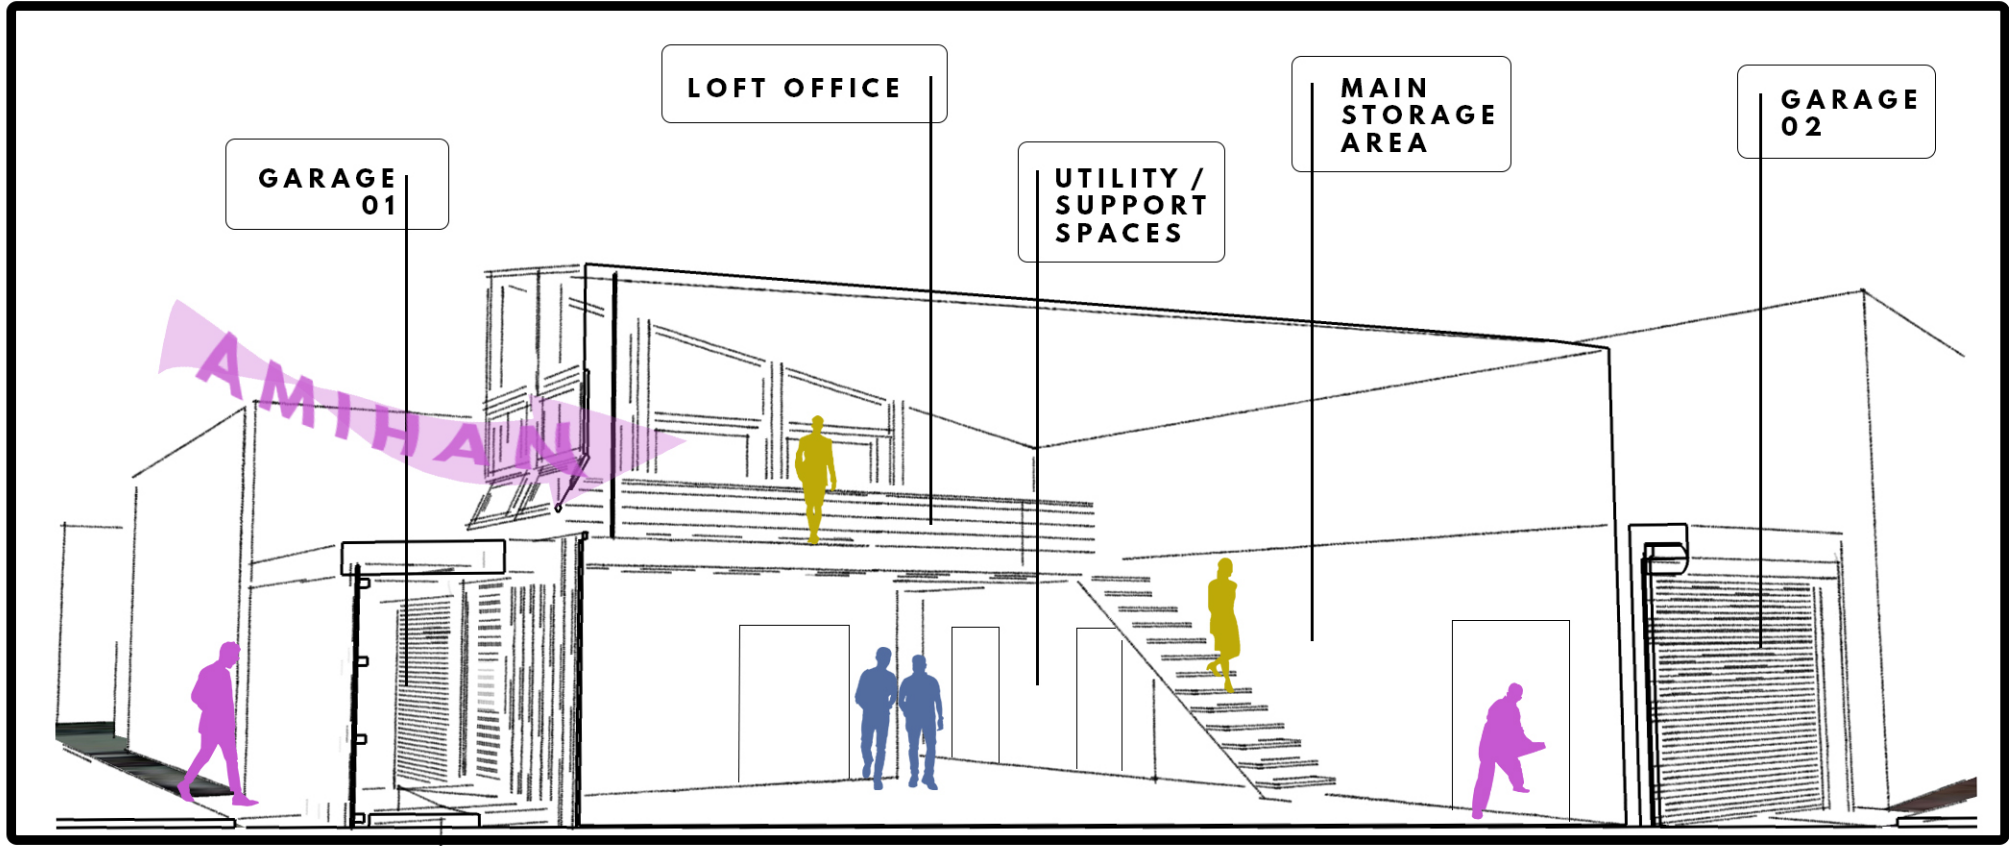 LOFT OFFICE
MAIN
STORAGE
AREA
GARAGE
02
GARAGE
01
UTILITY /
SUPPORT
SPACES
AMIHAN